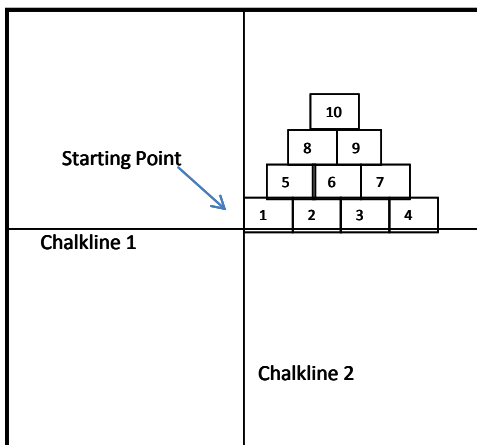 10
8 9
Starting Point
5 6 7
1 2 3 4
Chalkline 1
Chalkline 2